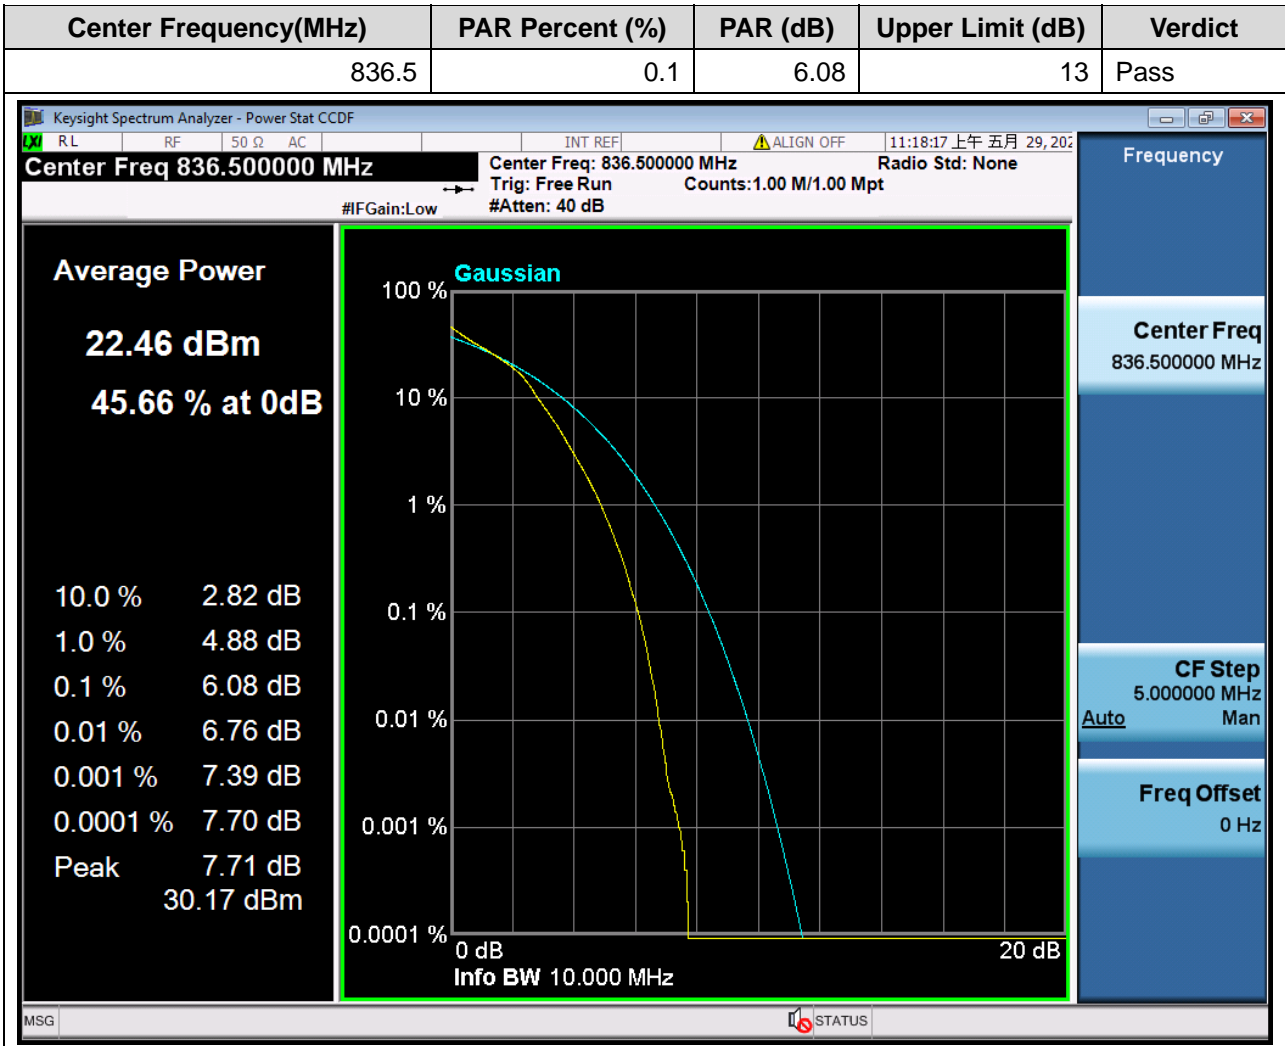 Center Frequency(MHz) PAR Percent (%) PAR (dB) Upper Limit (dB) Verdict
836.5 0.1 6.08 13 Pass
Keysight Spectrum Analyzer - Power Stat CCDF
LXI RL RF 50 Ω AC INT REF ALIGN OFF 11:18:17 上午 五月 29, 202
Center Freq 836.500000 MHz
Center Freq: 836.500000 MHz Radio Std: None
Trig: Free Run Counts:1.00 M/1.00 Mpt
#IFGain:Low #Atten: 40 dB
Average Power
22.46 dBm
45.66 % at 0dB
10.0 % 2.82 dB
1.0 % 4.88 dB
0.1 % 6.08 dB
0.01 % 6.76 dB
0.001 % 7.39 dB
0.0001 % 7.70 dB
Peak 7.71 dB
30.17 dBm
Gaussian
100 %
10 %
1 %
0.1 %
0.01 %
0.001 %
0.0001 %
0 dB 20 dB
Info BW 10.000 MHz
Frequency
Center Freq
836.500000 MHz
CF Step
5.000000 MHz
Auto Man
Freq Offset
0 Hz
MSG STATUS